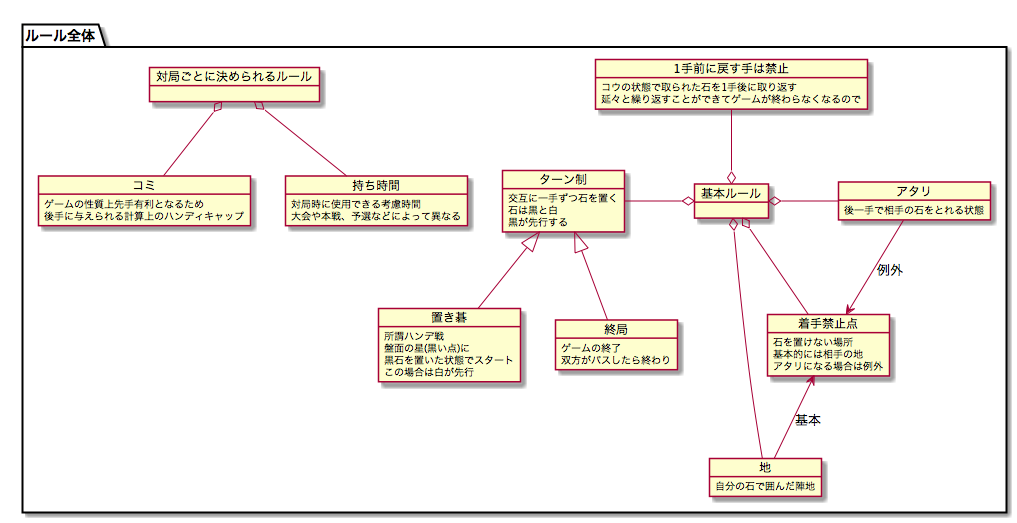 ルール全体
対局ごとに決められるルール
1手前に戻す手は禁止
コウの状態で取られた石を1手後に取り返す
延々と繰り返すことができてゲームが終わらなくなるので
コミ
ゲームの性質上先手有利となるため
後手に与えられる計算上のハンディキャップ
持ち時間
対局時に使用できる考慮時間
大会や本戦、予選などによって異なる
ターン制
交互に一手ずつ石を置く
石は黒と白
黒が先行する
基本ルール
アタリ
後一手で相手の石をとれる状態
例外
置き碁
所謂ハンデ戦
盤面の星(黒い点)に
黒石を置いた状態でスタート
この場合は白が先行
終局
ゲームの終了
双方がパスしたら終わり
着手禁止点
石を置けない場所
基本的には相手の地
アタリになる場合は例外
基本
地
自分の石で囲んだ陣地